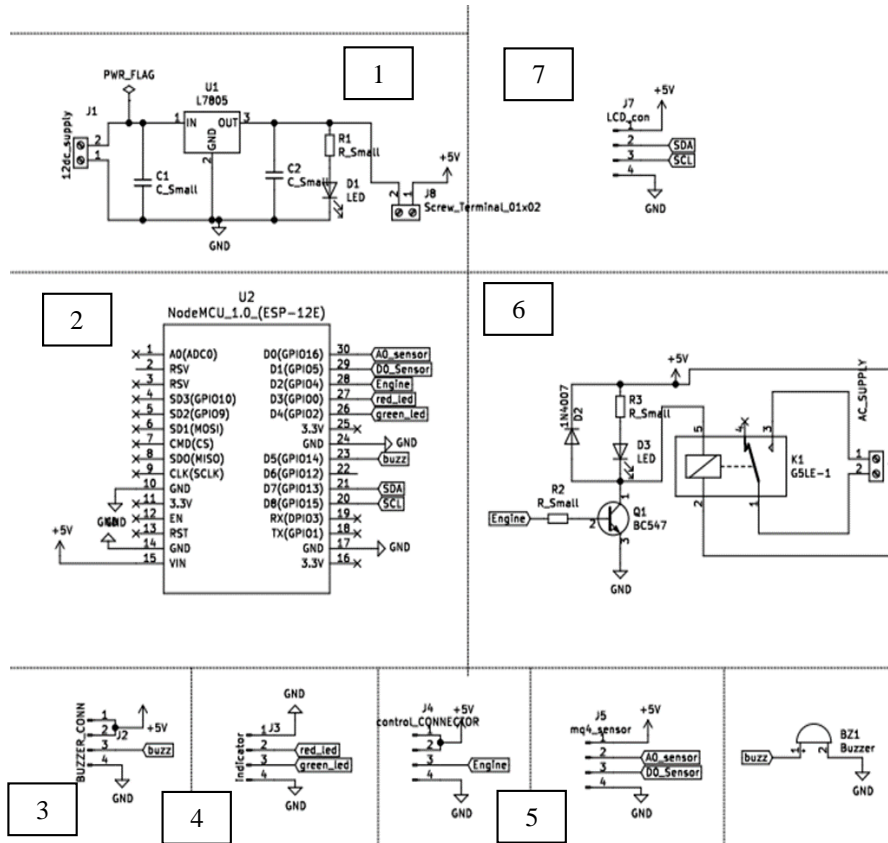 1
PWR_FLAG
J1
12dc_supply
2
1
U1
L7805
1
IN
OUT
3
GND
2
C1
C_Small
C2
C_Small
R1
R_Small
D1
LED
+5V
2
1
J8
Screw_Terminal_01x02
GND
7
J7
LCD_con
+5V
1
2
SDA
3
SCL
4
GND
2
U2
NodeMCU_1.0_(ESP-12E)
1 A0(ADC0) D0(GPIO16) 30 A0_sensor
2 RSV D1(GPIO5) 29 D0_Sensor
3 RSV D2(GPIO4) 28 Engine
4 SD3(GPIO10) D3(GPIO0) 27 red_led
5 SD2(GPIO9) D4(GPIO2) 26 green_led
6 SD1(MOSI) 3.3V 25
7 CMD(CS) GND 24 GND
8 SDO(MISO) D5(GPIO14) 23 buzz
9 CLK(SCLK) D6(GPIO12) 22
10 GND D7(GPIO13) 21 SDA
11 3.3V D8(GPIO15) 20 SCL
12 EN RX(DPIO3) 19
13 RST TX(GPIO1) 18
14 GND GND 17 GND
15 VIN 3.3V 16
GND
+5V
6
+5V
1N4007
D2
R3
R_Small
D3
LED
R2
R_Small
Engine
2
1
Q1
BC547
3
GND
5
4
3
K1
G5LE-1
2
1
AC_SUPPLY
1
2
BUZZER_CONN
1
2
J2
+5V
3
buzz
4
GND
3
GND
Indicator
J3
1
2
red_led
3
green_led
4
GND
4
J4
control_CONNECTOR
+5V
1
2
3
Engine
4
GND
5
J5
mq4_sensor
+5V
1
2
A0_sensor
3
D0_Sensor
4
GND
buzz
1
2
BZ1
Buzzer
GND